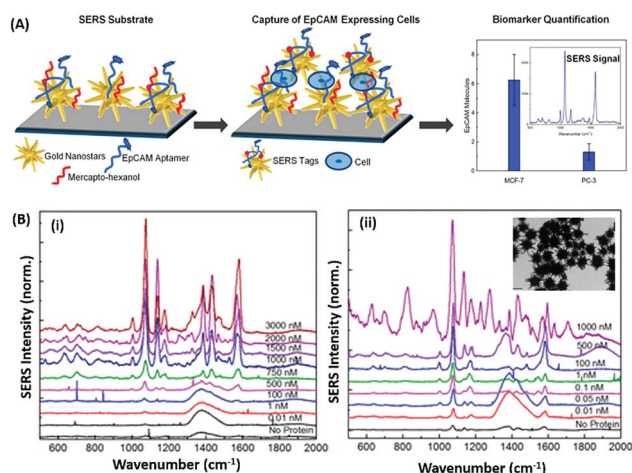 (A)
SERS Substrate
Capture of EpCAM Expressing Cells
Biomarker Quantification
SERS Signal
EpCAM Molecules
8
6
4
2
0
MCF-7
PC-3
Gold Nanostars
EpCAM Aptamer
Mercapto-hexanol
SERS Tags
Cell
(B)
(i)
SERS Intensity (norm.)
3000 nM
2000 nM
1500 nM
1000 nM
750 nM
500 nM
100 nM
1 nM
0.01 nM
No Protein
600 800 1000 1200 1400 1600 1800 2000
Wavenumber (cm-1)
(ii)
SERS Intensity (norm.)
1000 nM
500 nM
100 nM
1 nM
0.1 nM
0.05 nM
0.01 nM
No Protein
600 800 1000 1200 1400 1600 1800 2000
Wavenumber (cm-1)